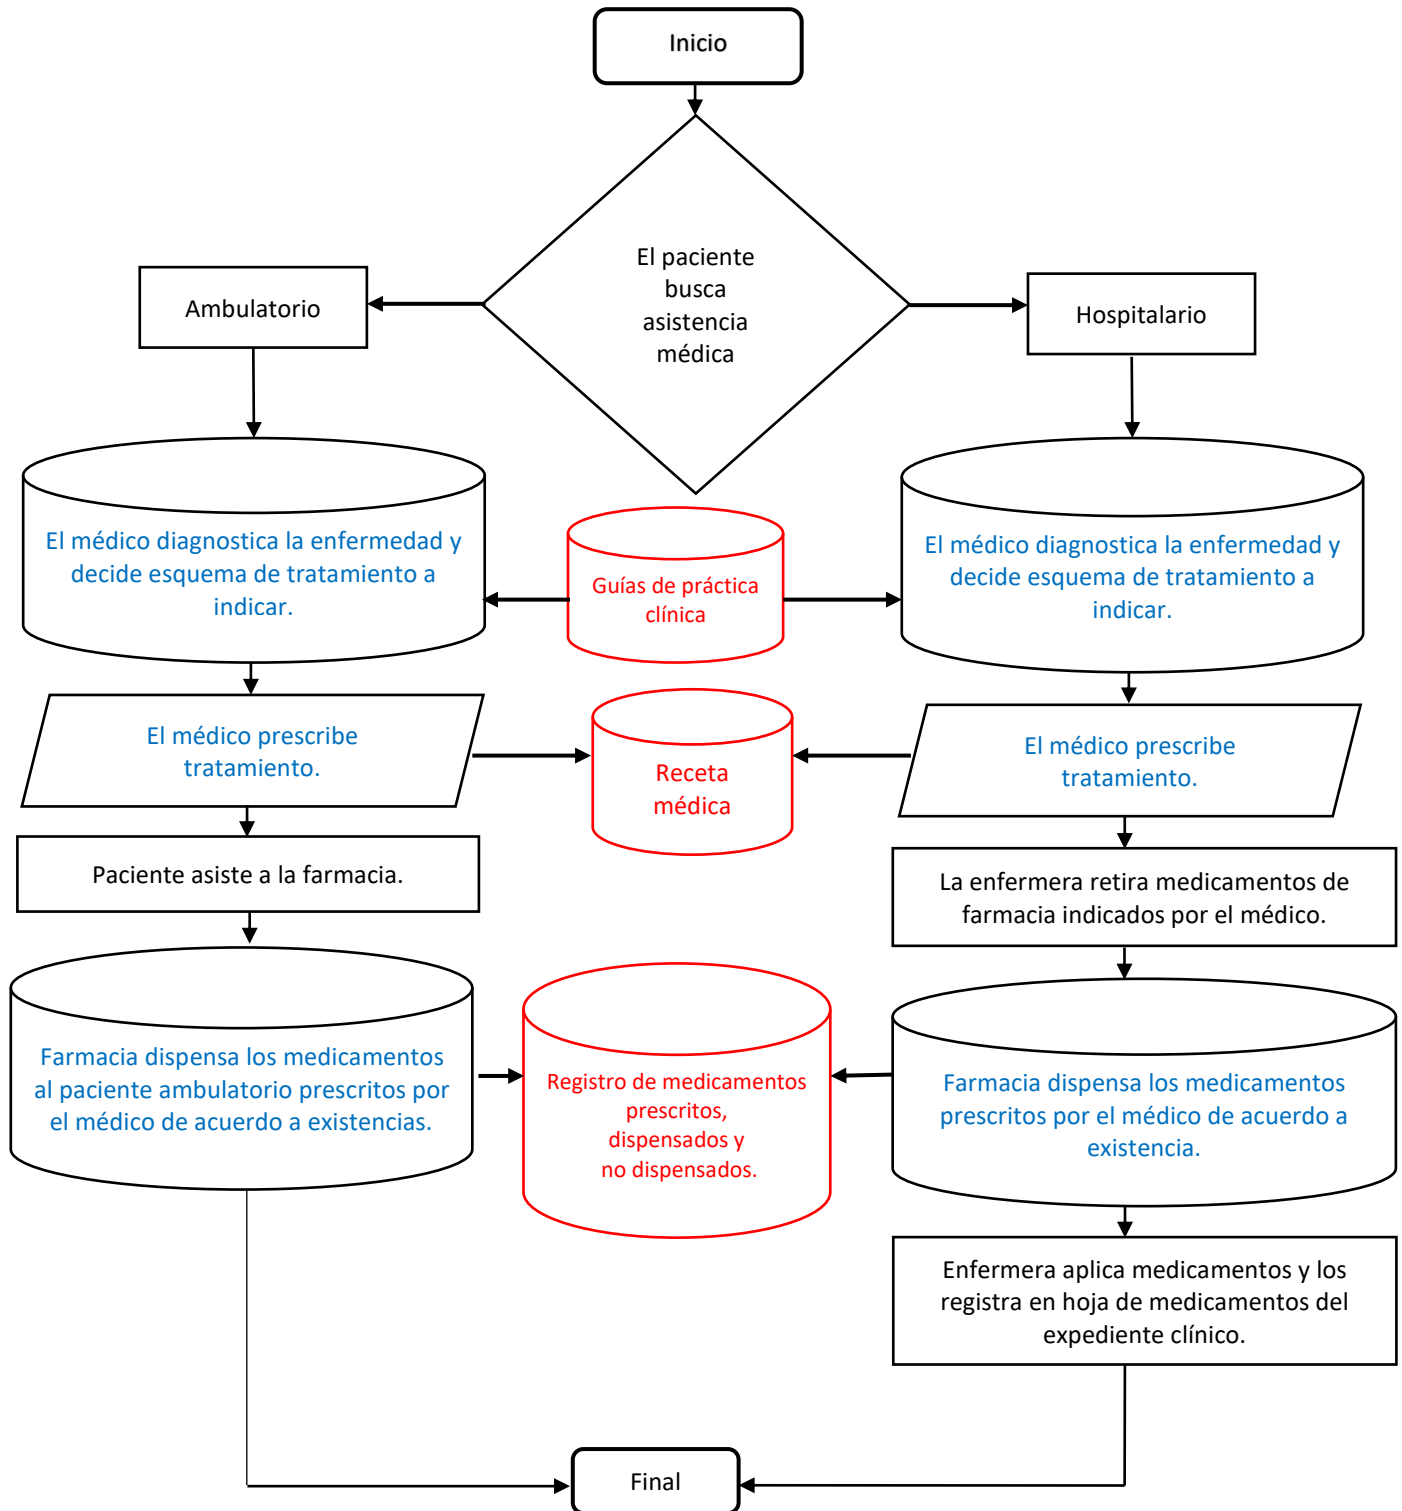 Inicio
El paciente
busca
asistencia
médica
Ambulatorio
Hospitalario
El médico diagnostica la enfermedad y
decide esquema de tratamiento a
indicar.
Guías de práctica
clínica
El médico diagnostica la enfermedad y
decide esquema de tratamiento a
indicar.
El médico prescribe
tratamiento.
Receta
médica
El médico prescribe
tratamiento.
Paciente asiste a la farmacia.
La enfermera retira medicamentos de
farmacia indicados por el médico.
Farmacia dispensa los medicamentos
al paciente ambulatorio prescritos por
el médico de acuerdo a existencias.
Registro de medicamentos
prescritos,
dispensados y
no dispensados.
Farmacia dispensa los medicamentos
prescritos por el médico de acuerdo a
existencia.
Enfermera aplica medicamentos y los
registra en hoja de medicamentos del
expediente clínico.
Final